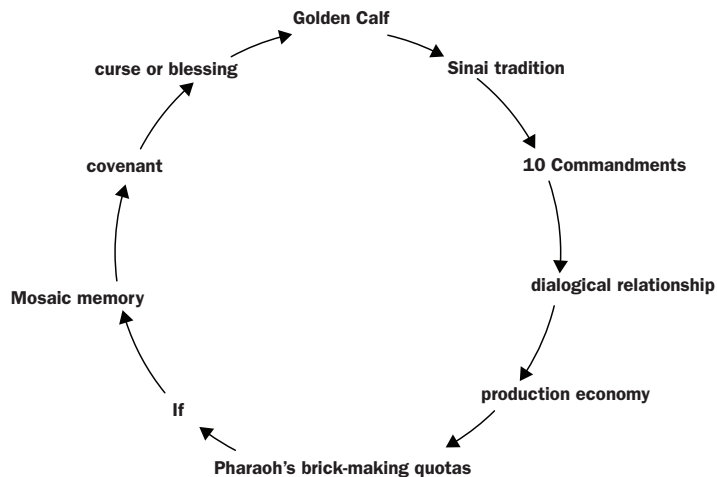 Golden Calf
Sinai tradition
10 Commandments
dialogical relationship
production economy
Pharaoh’s brick-making quotas
If
Mosaic memory
covenant
curse or blessing